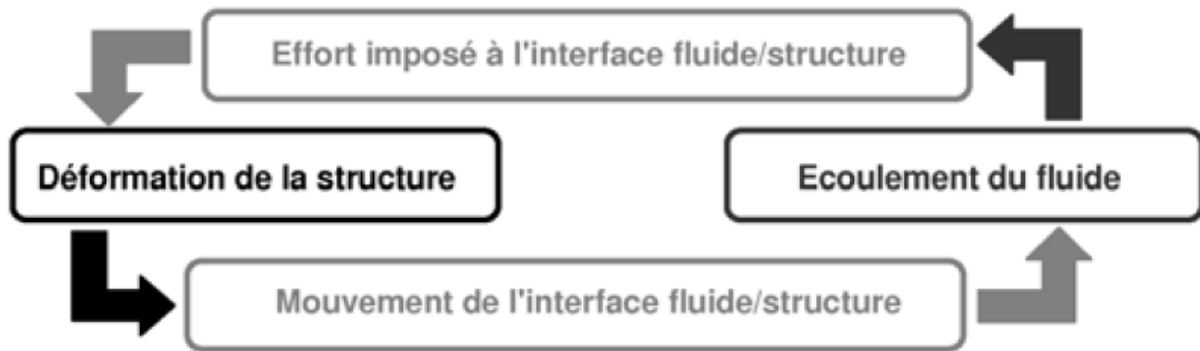 Effort imposé à l'interface fluide/structure
Déformation de la structure
Ecoulement du fluide
Mouvement de l'interface fluide/structure